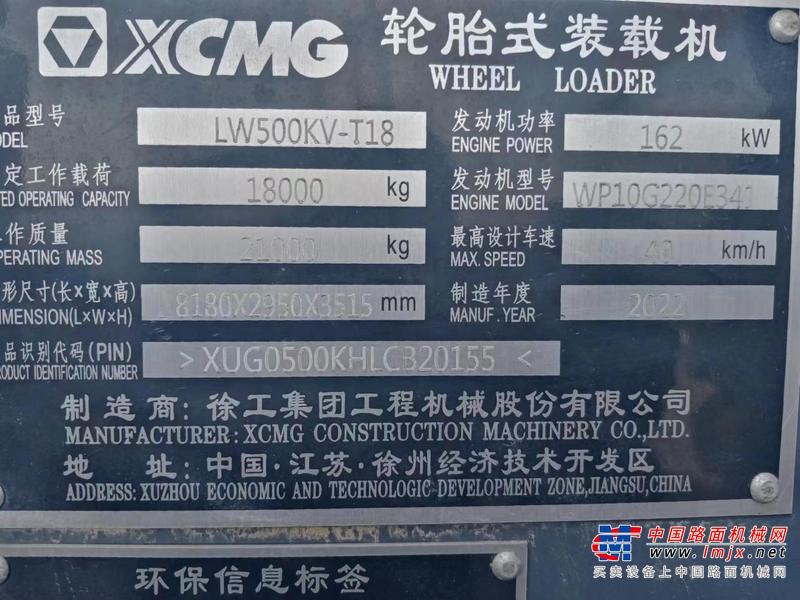 XCMG 轮胎式装载机
WHEEL LOADER
品型号
ODEL
LW500KV-T18
发动机功率
ENGINE POWER
162 kW
定工作载荷
TED OPERATING CAPACITY
18000 kg
发动机型号
ENGINE MODEL
WP10G220E341
作质量
PERATING MASS
21000 kg
最高设计车速
MAX. SPEED
40 km/h
形尺寸(长×宽×高)
IMENSION(L×W×H)
8180X2950X3515 mm
制造年度
MANUF. YEAR
2022
品识别代码(PIN)
RODUCT IDENTIFICATION NUMBER
>XUG0500KHLCB20155<
制造商:徐工集团工程机械股份有限公司
MANUFACTURER: XCMG CONSTRUCTION MACHINERY CO.,LTD.
地 址:中国·江苏·徐州经济技术开发区
ADDRESS: XUZHOU ECONOMIC AND TECHNOLOGIC-DEVELOPMENT ZONE,JIANGSU,CHINA
环保信息标签
中国路面机械网
www.lmjx.net
买卖设备上中国路面机械网